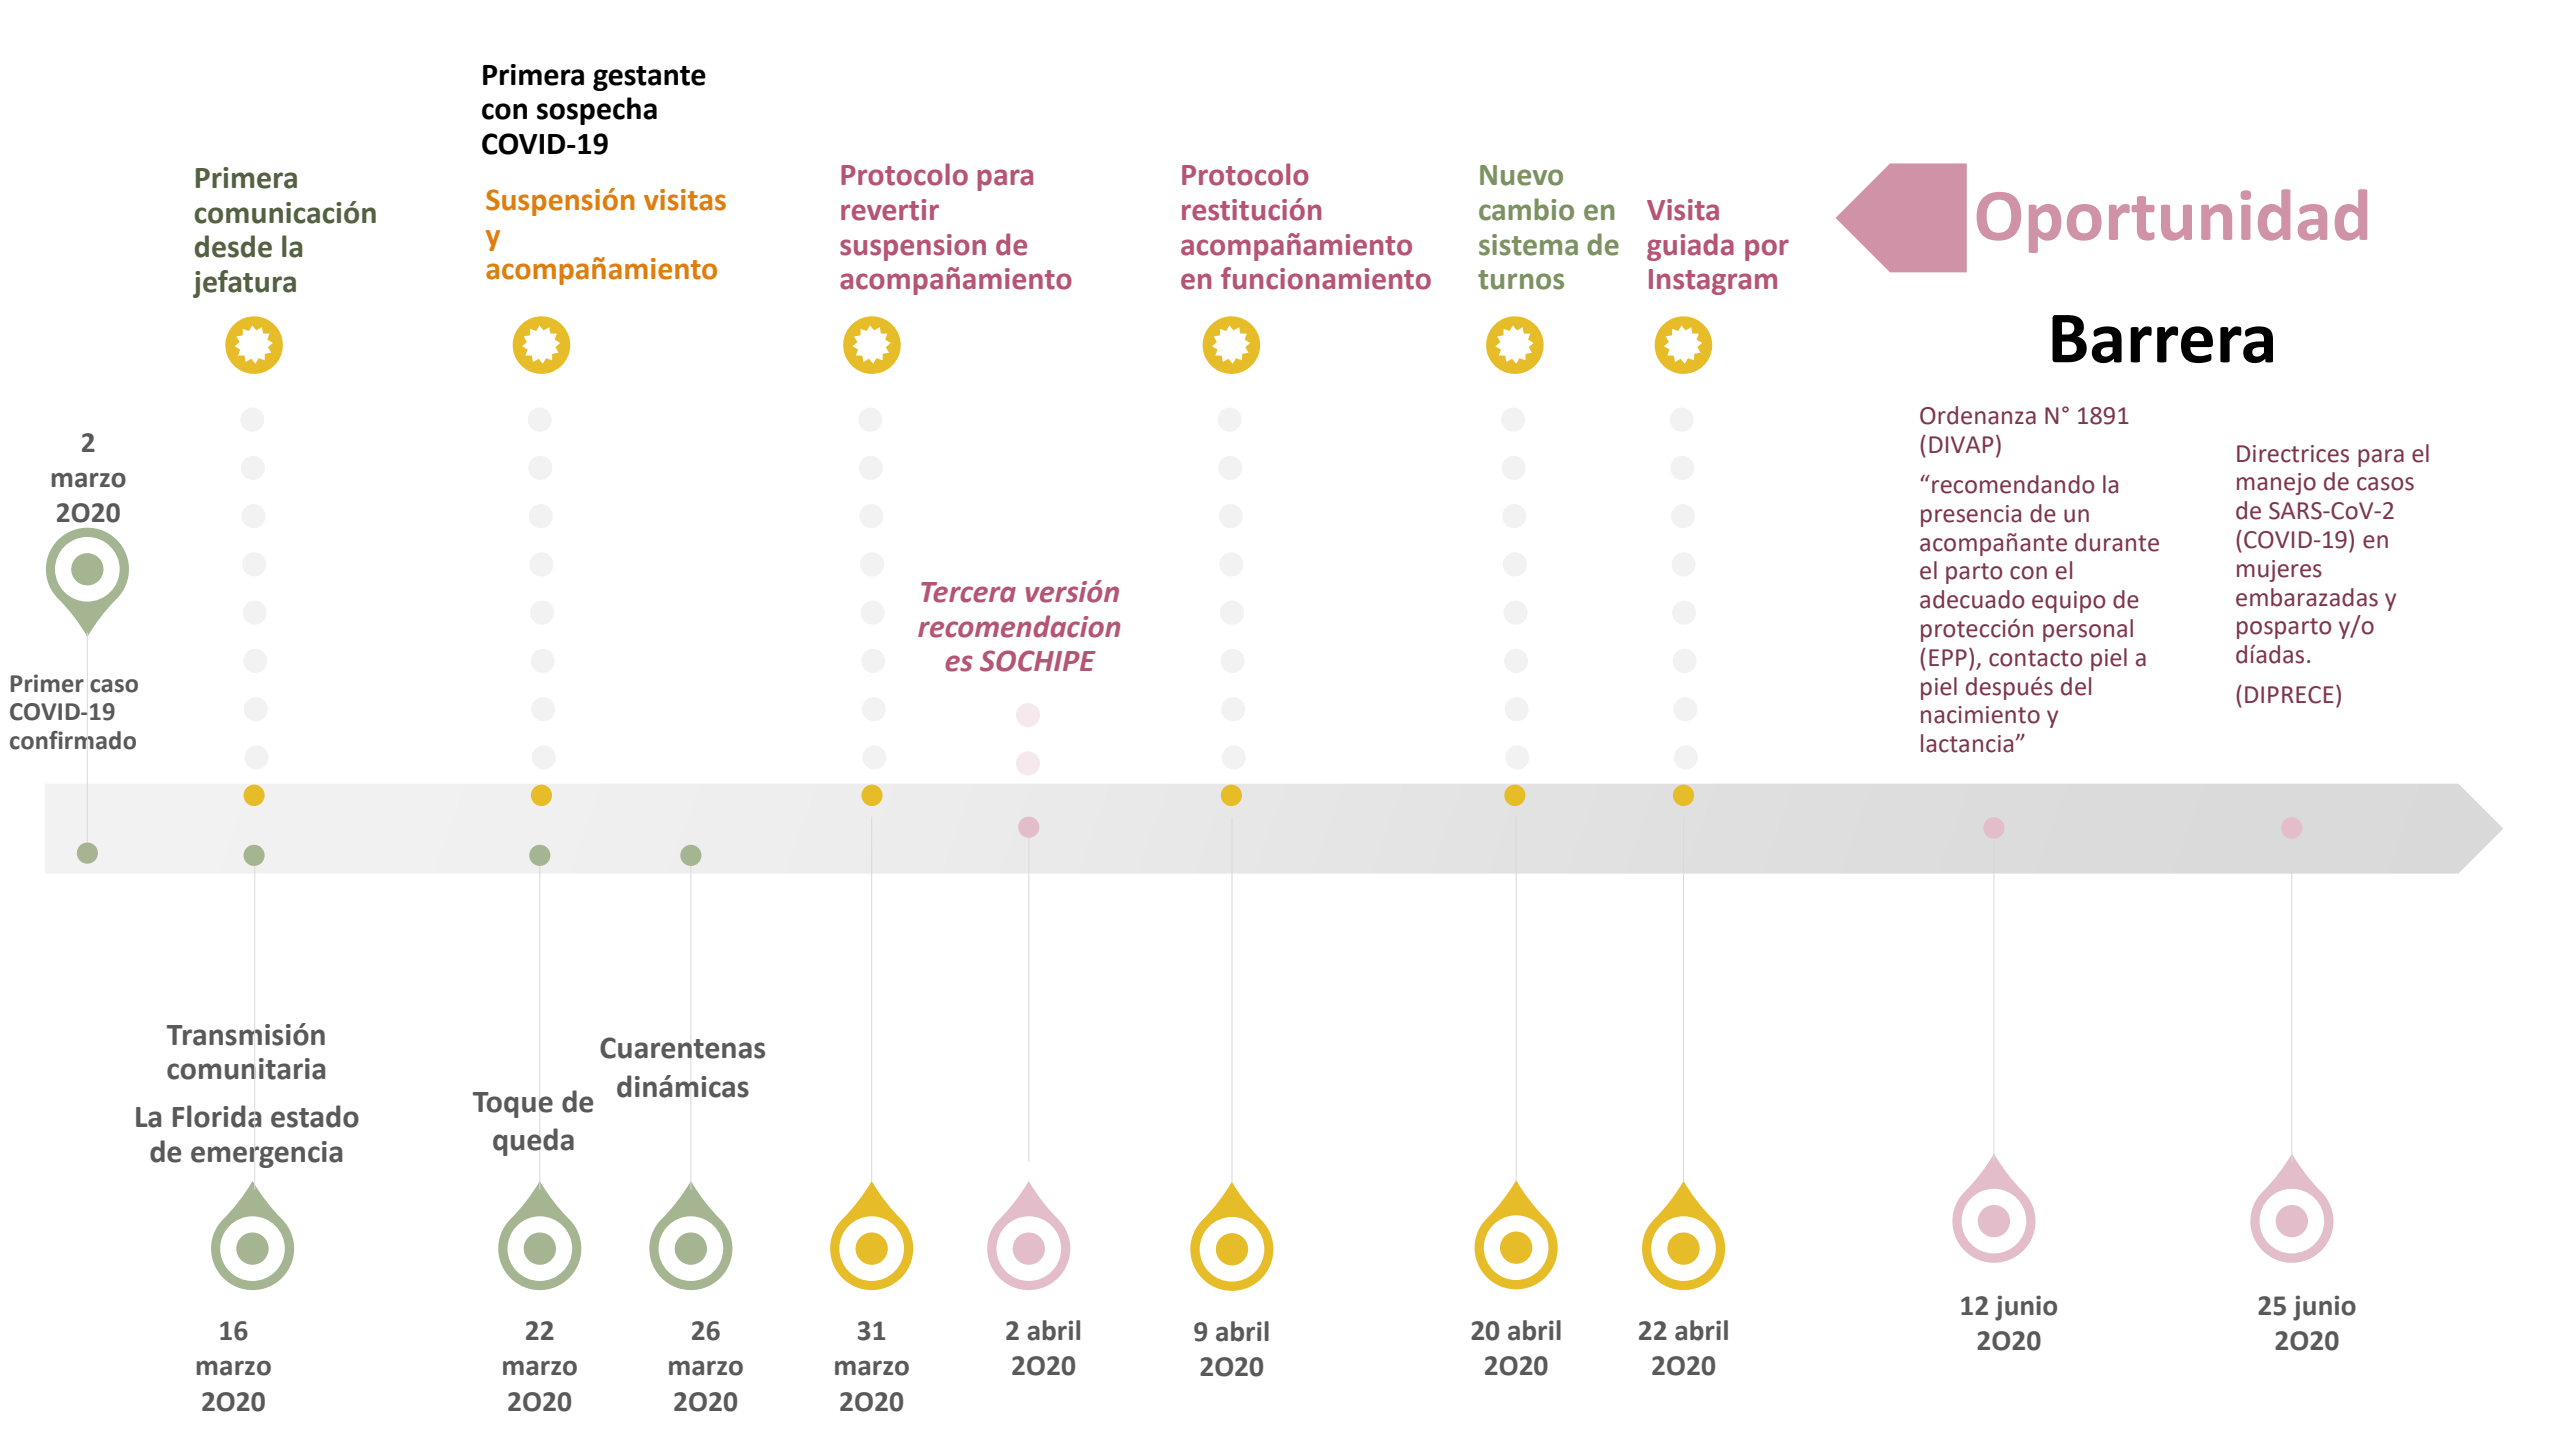 Primera gestante
con sospecha
COVID-19
Primera
comunicación
desde la
jefatura
Suspensión visitas
y
acompañamiento
Protocolo para
revertir
suspension de
acompañamiento
Protocolo
restitución
acompañamiento
en funcionamiento
Nuevo
cambio en
sistema de
turnos
Visita
guiada por
Instagram
Oportunidad
Barrera
2
marzo
2020
Primer caso
COVID-19
confirmado
Tercera versión
recomendacion
es SOCHIPE
Ordenanza N° 1891
(DIVAP)
“recomendando la
presencia de un
acompañante durante
el parto con el
adecuado equipo de
protección personal
(EPP), contacto piel a
piel después del
nacimiento y
lactancia”
Directrices para el
manejo de casos
de SARS-CoV-2
(COVID-19) en
mujeres
embarazadas y
posparto y/o
díadas.
(DIPRECE)
Transmisión
comunitaria
La Florida estado
de emergencia
Toque de
queda
Cuarentenas
dinámicas
16
marzo
2020
22
marzo
2020
26
marzo
2020
31
marzo
2020
2 abril
2020
9 abril
2020
20 abril
2020
22 abril
2020
12 junio
2020
25 junio
2020